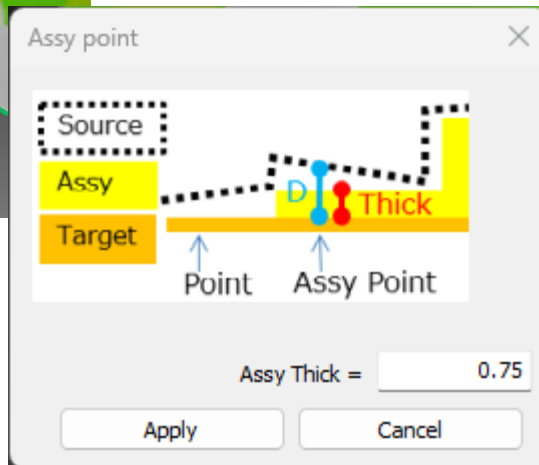 Assy point
Source
Assy
D
Thick
Target
Point
Assy Point
Assy Thick =
0.75
Apply
Cancel